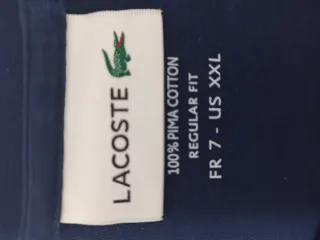 LACOSTE
100% PIMA COTTON
REGULAR FIT
FR 7 - US XXL